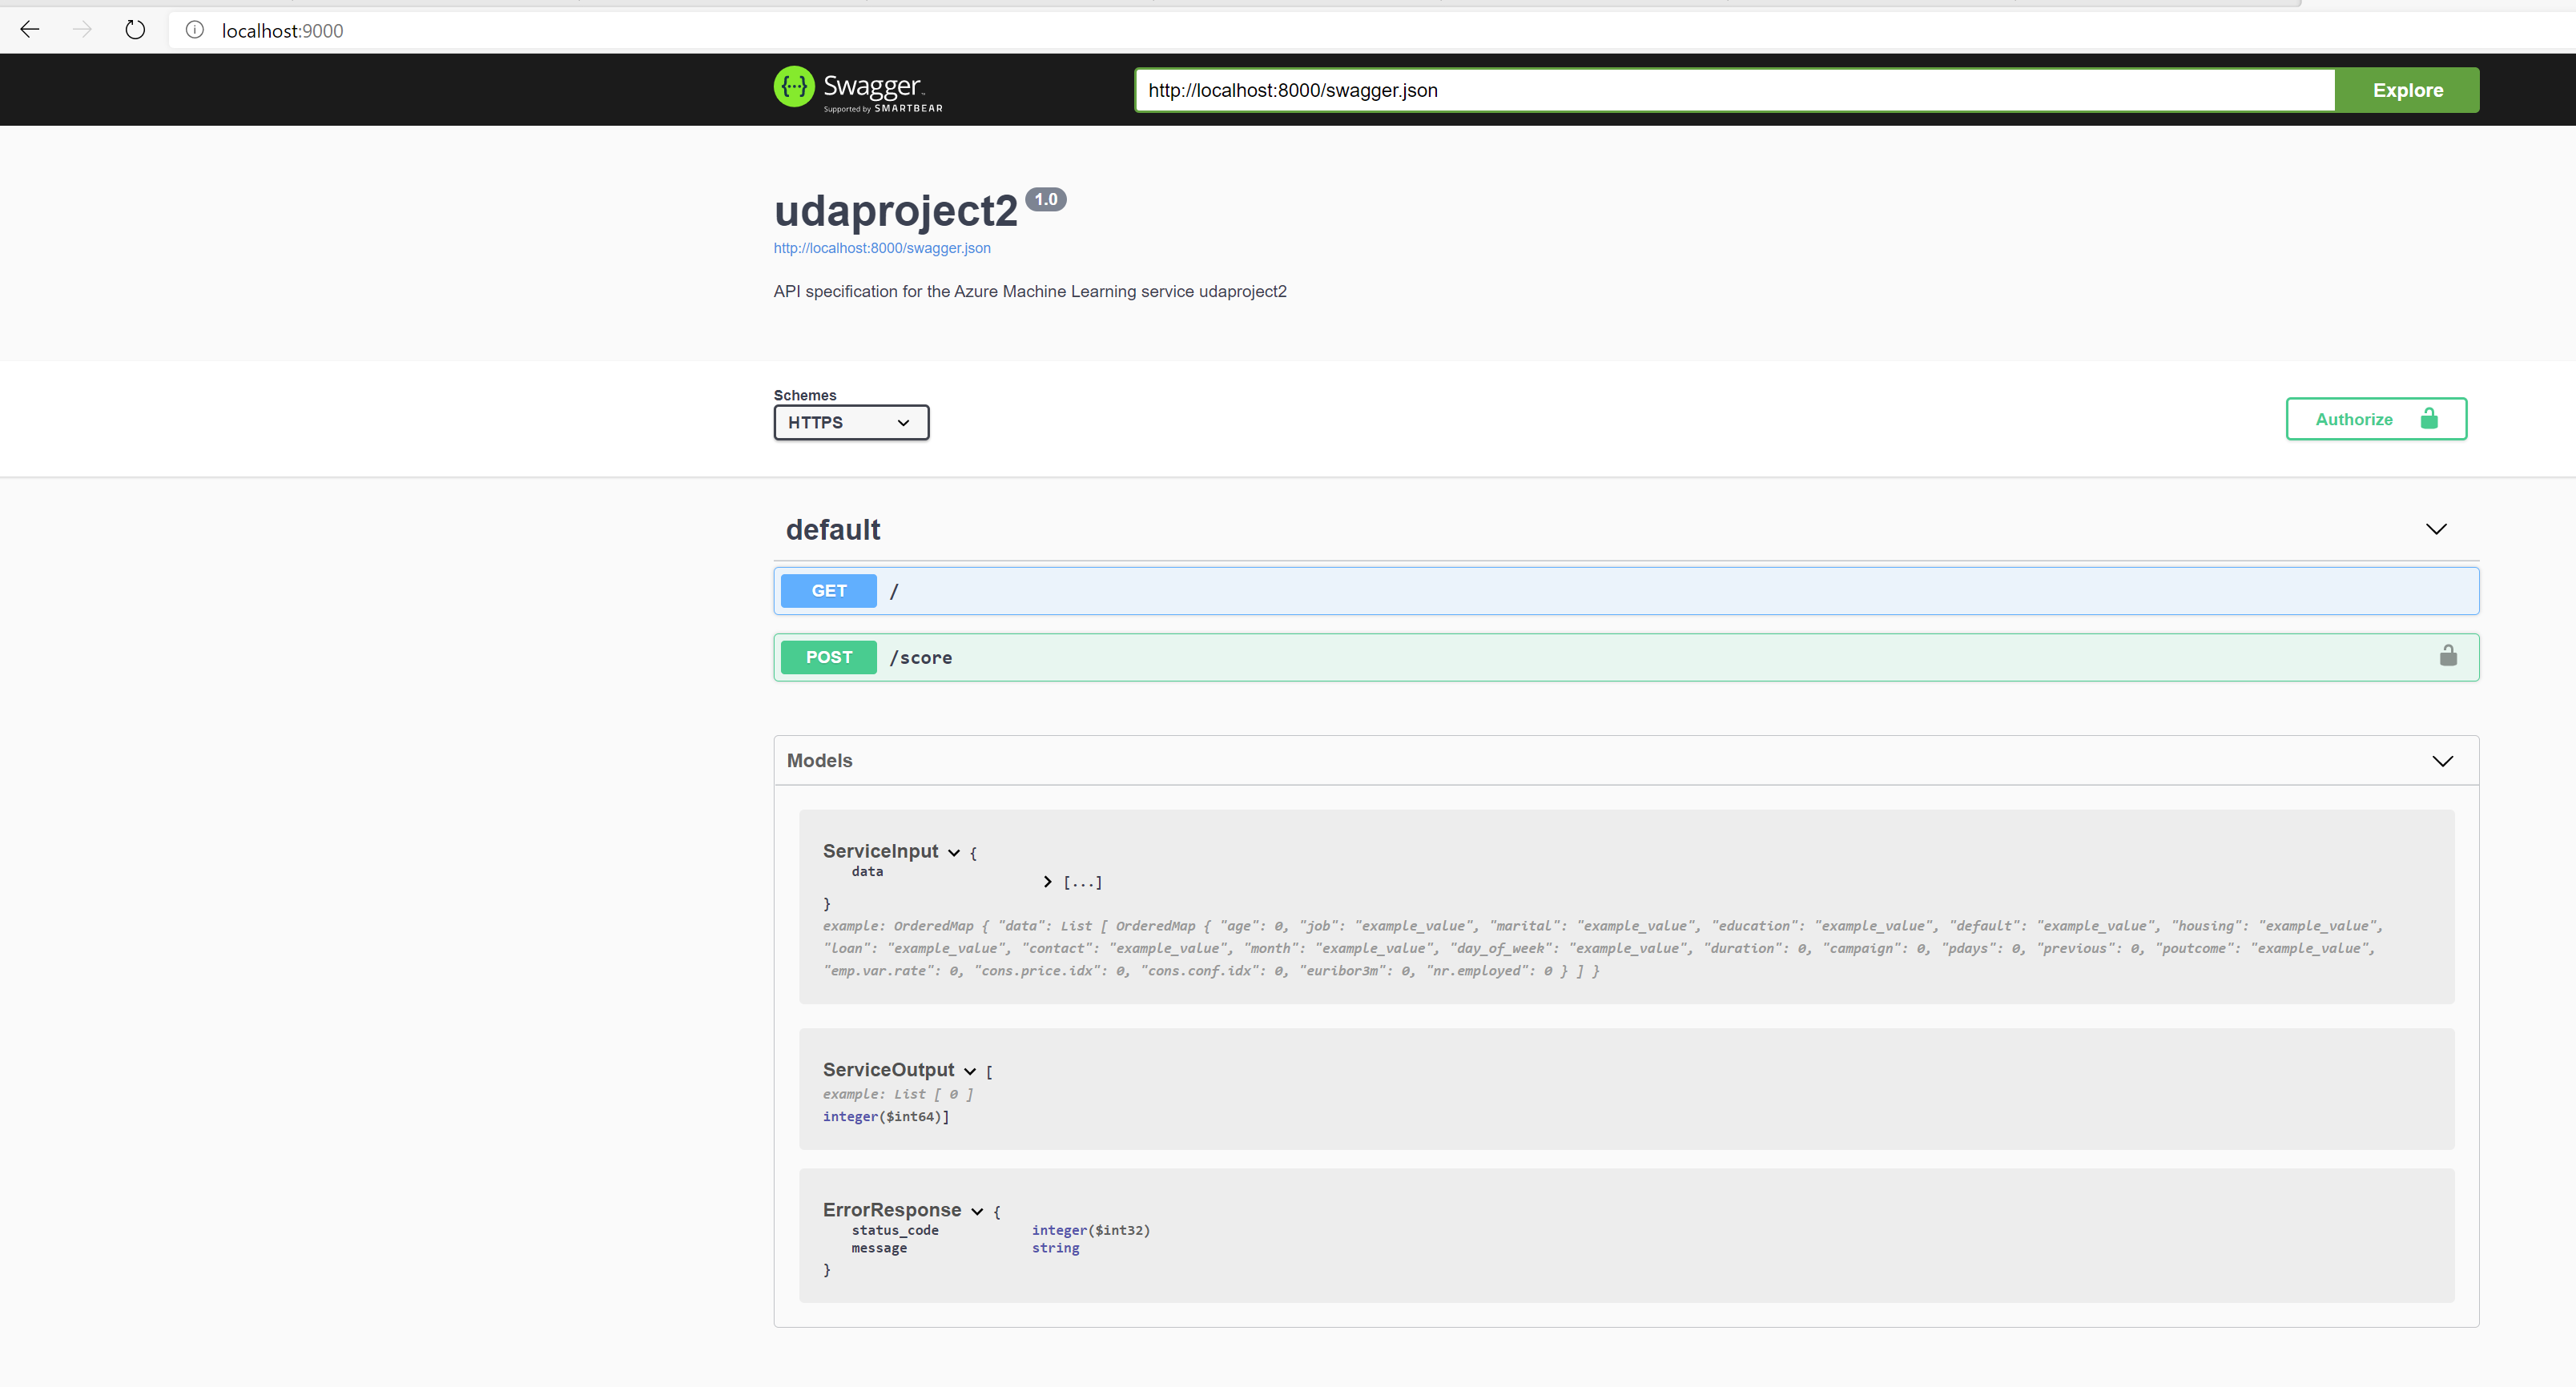 localhost:9000
{···} Swagger™
Supported by SMARTBEAR
http://localhost:8000/swagger.json
Explore
udaproject2 1.0
http://localhost:8000/swagger.json
API specification for the Azure Machine Learning service udaproject2
Schemes
HTTPS
Authorize
default
GET /
POST /score
Models
ServiceInput {
data
[...]
}
example: OrderedMap { "data": List [ OrderedMap { "age": 0, "job": "example_value", "marital": "example_value", "education": "example_value", "default": "example_value", "housing": "example_value",
"loan": "example_value", "contact": "example_value", "month": "example_value", "day_of_week": "example_value", "duration": 0, "campaign": 0, "pdays": 0, "previous": 0, "poutcome": "example_value",
"emp.var.rate": 0, "cons.price.idx": 0, "cons.conf.idx": 0, "euribor3m": 0, "nr.employed": 0 } ] }
ServiceOutput [
example: List [ 0 ]
integer($int64)]
ErrorResponse {
status_code integer($int32)
message string
}